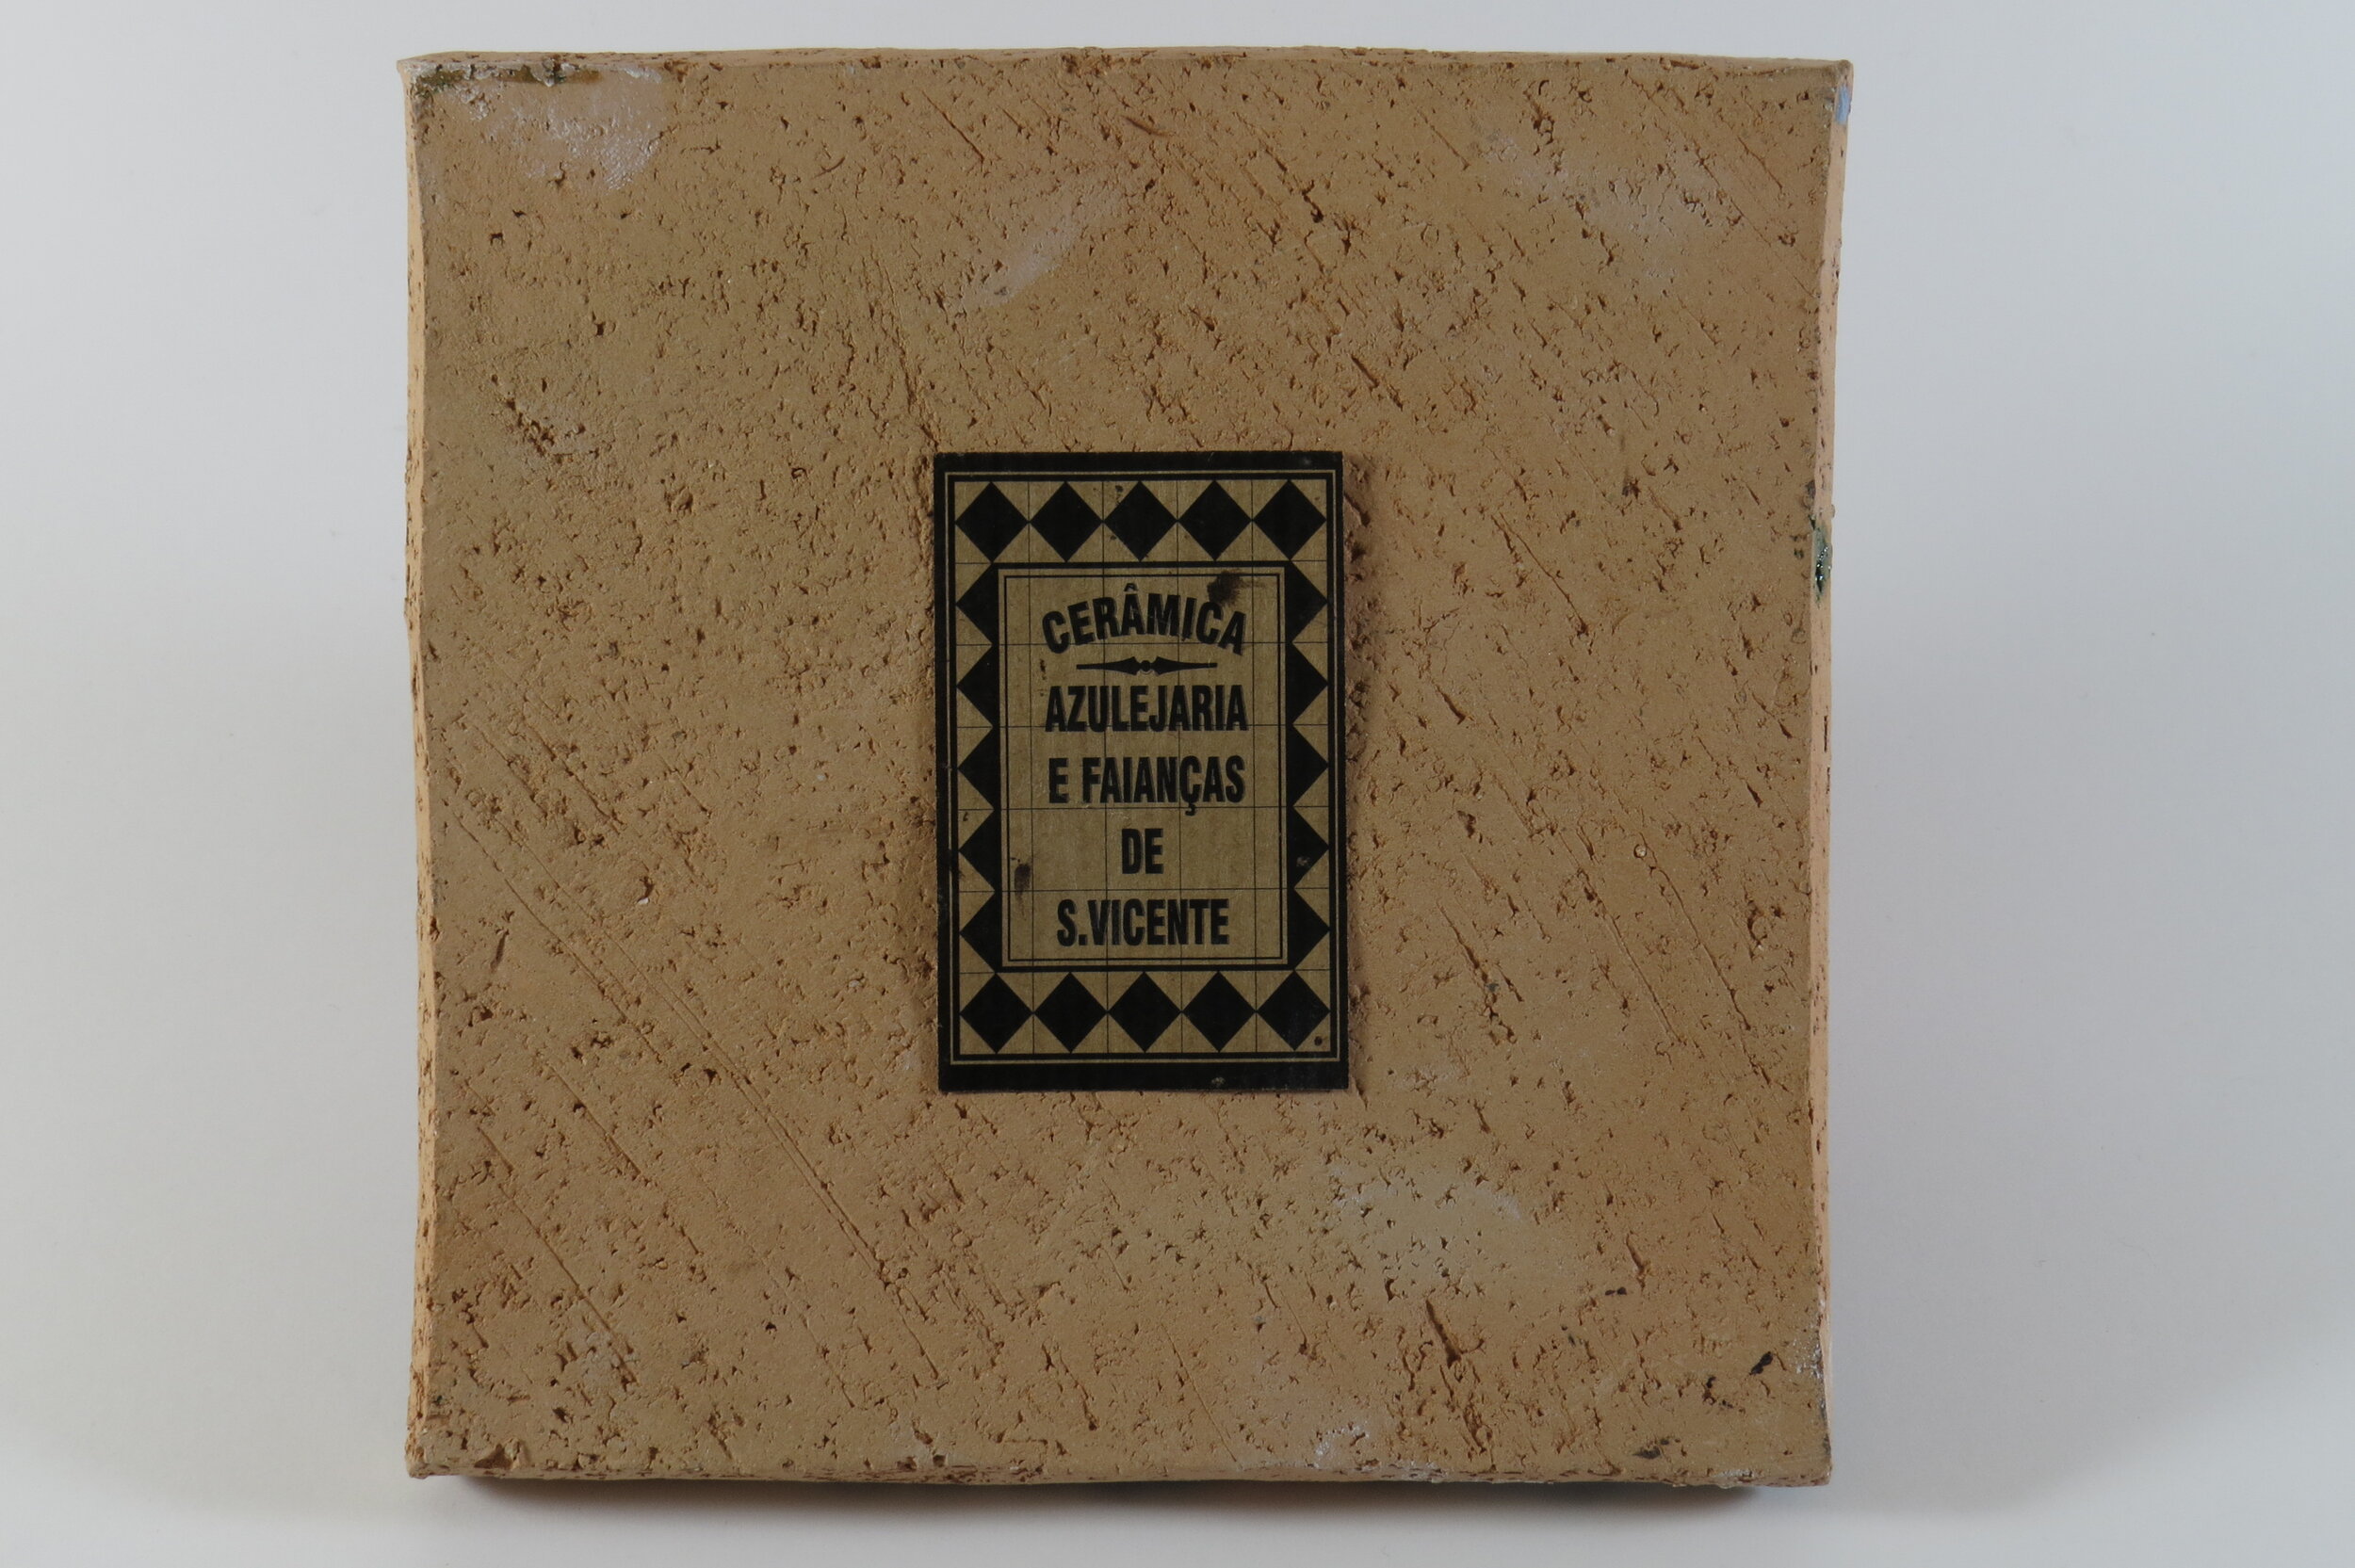 CERÂMICA
AZULEJARIA
E FAIANÇAS
DE
S.VICENTE